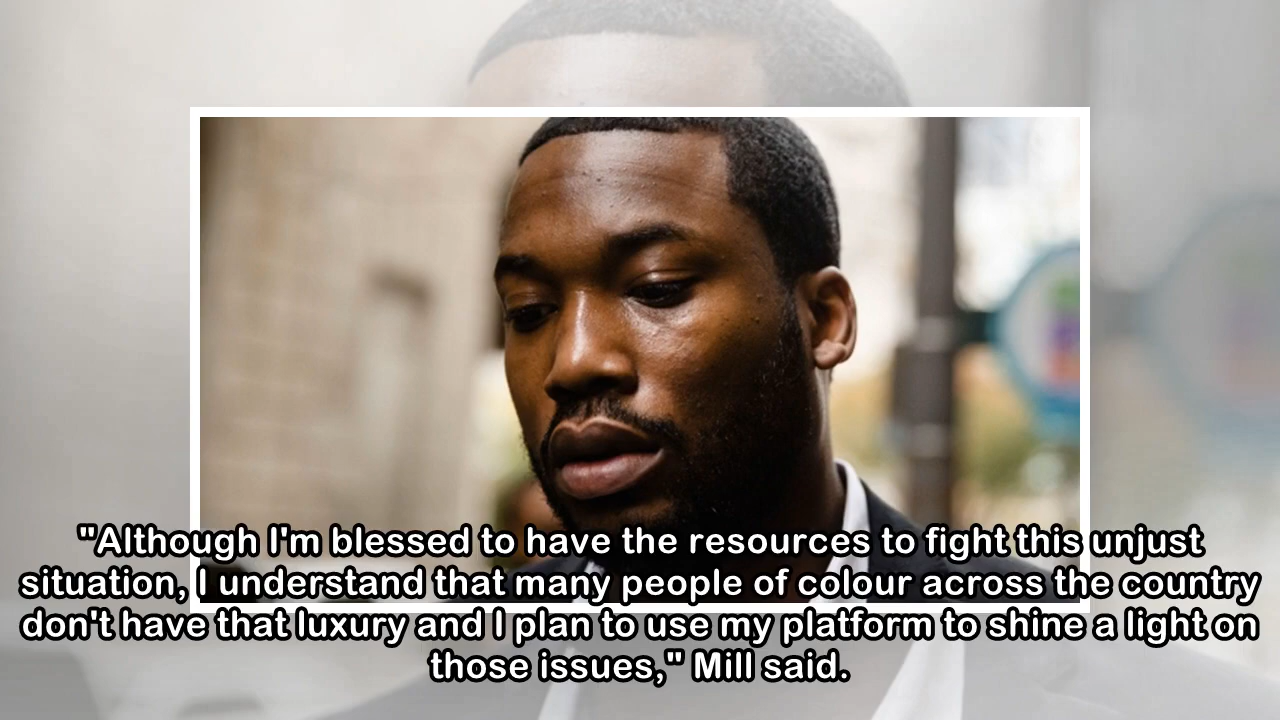 "Although I'm blessed to have the resources to fight this unjust
situation, I understand that many people of colour across the country
don't have that luxury and I plan to use my platform to shine a light on
those issues," Mill said.